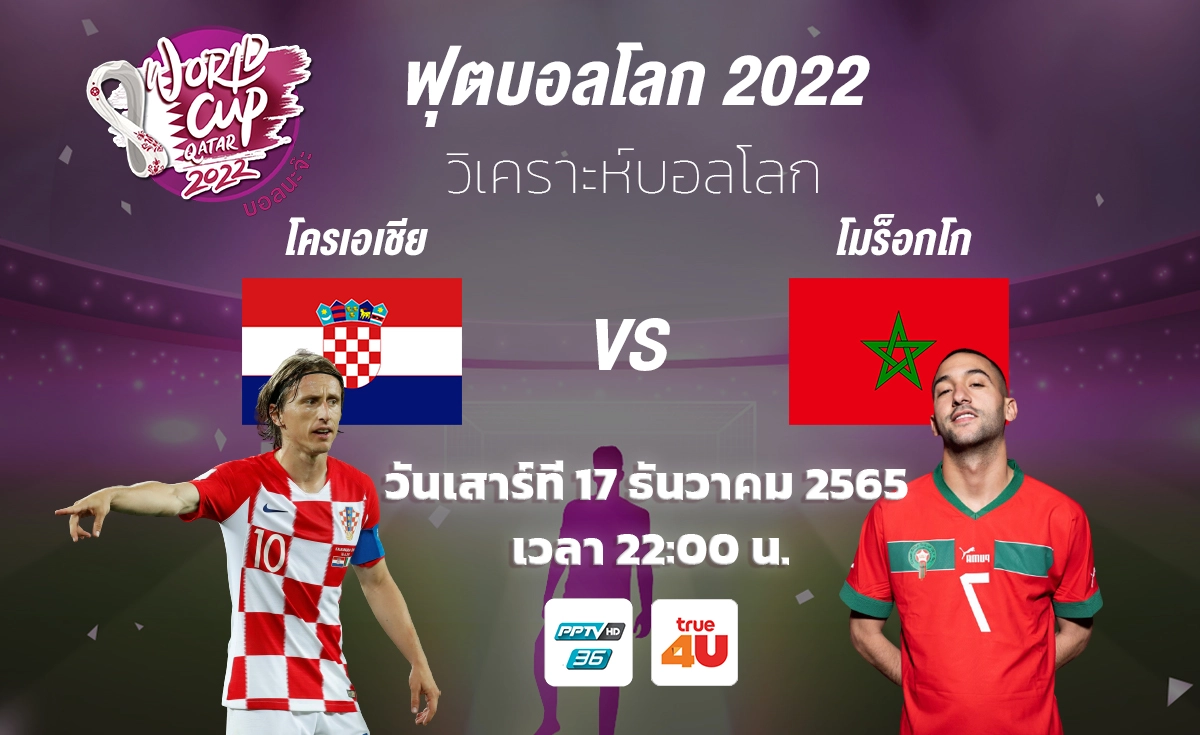 WORLD
CUP
QATAR
2022
บอลนะจ๊ะ
ฟุตบอลโลก 2022
วิเคราะห์บอลโลก
โครเอเชีย
โมร็อกโก
VS
วันเสาร์ที่ 17 ธันวาคม 2565
เวลา 22:00 น.
10
7
PPTV HD
36
true
4U